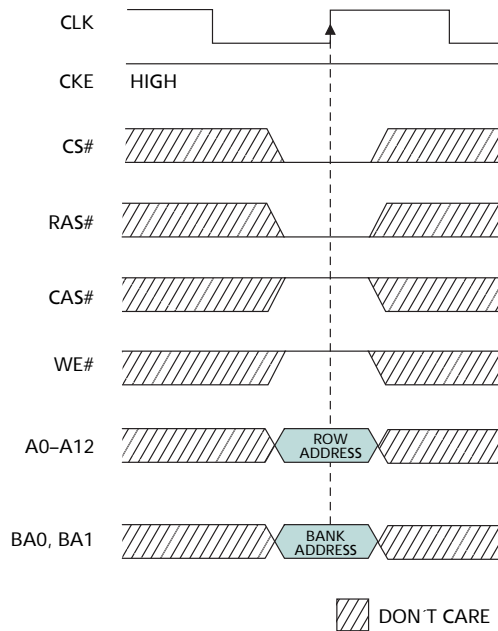 CLK
CKE HIGH
CS#
RAS#
CAS#
WE#
A0–A12 ROW
ADDRESS
BA0, BA1 BANK
ADDRESS
DON´T CARE